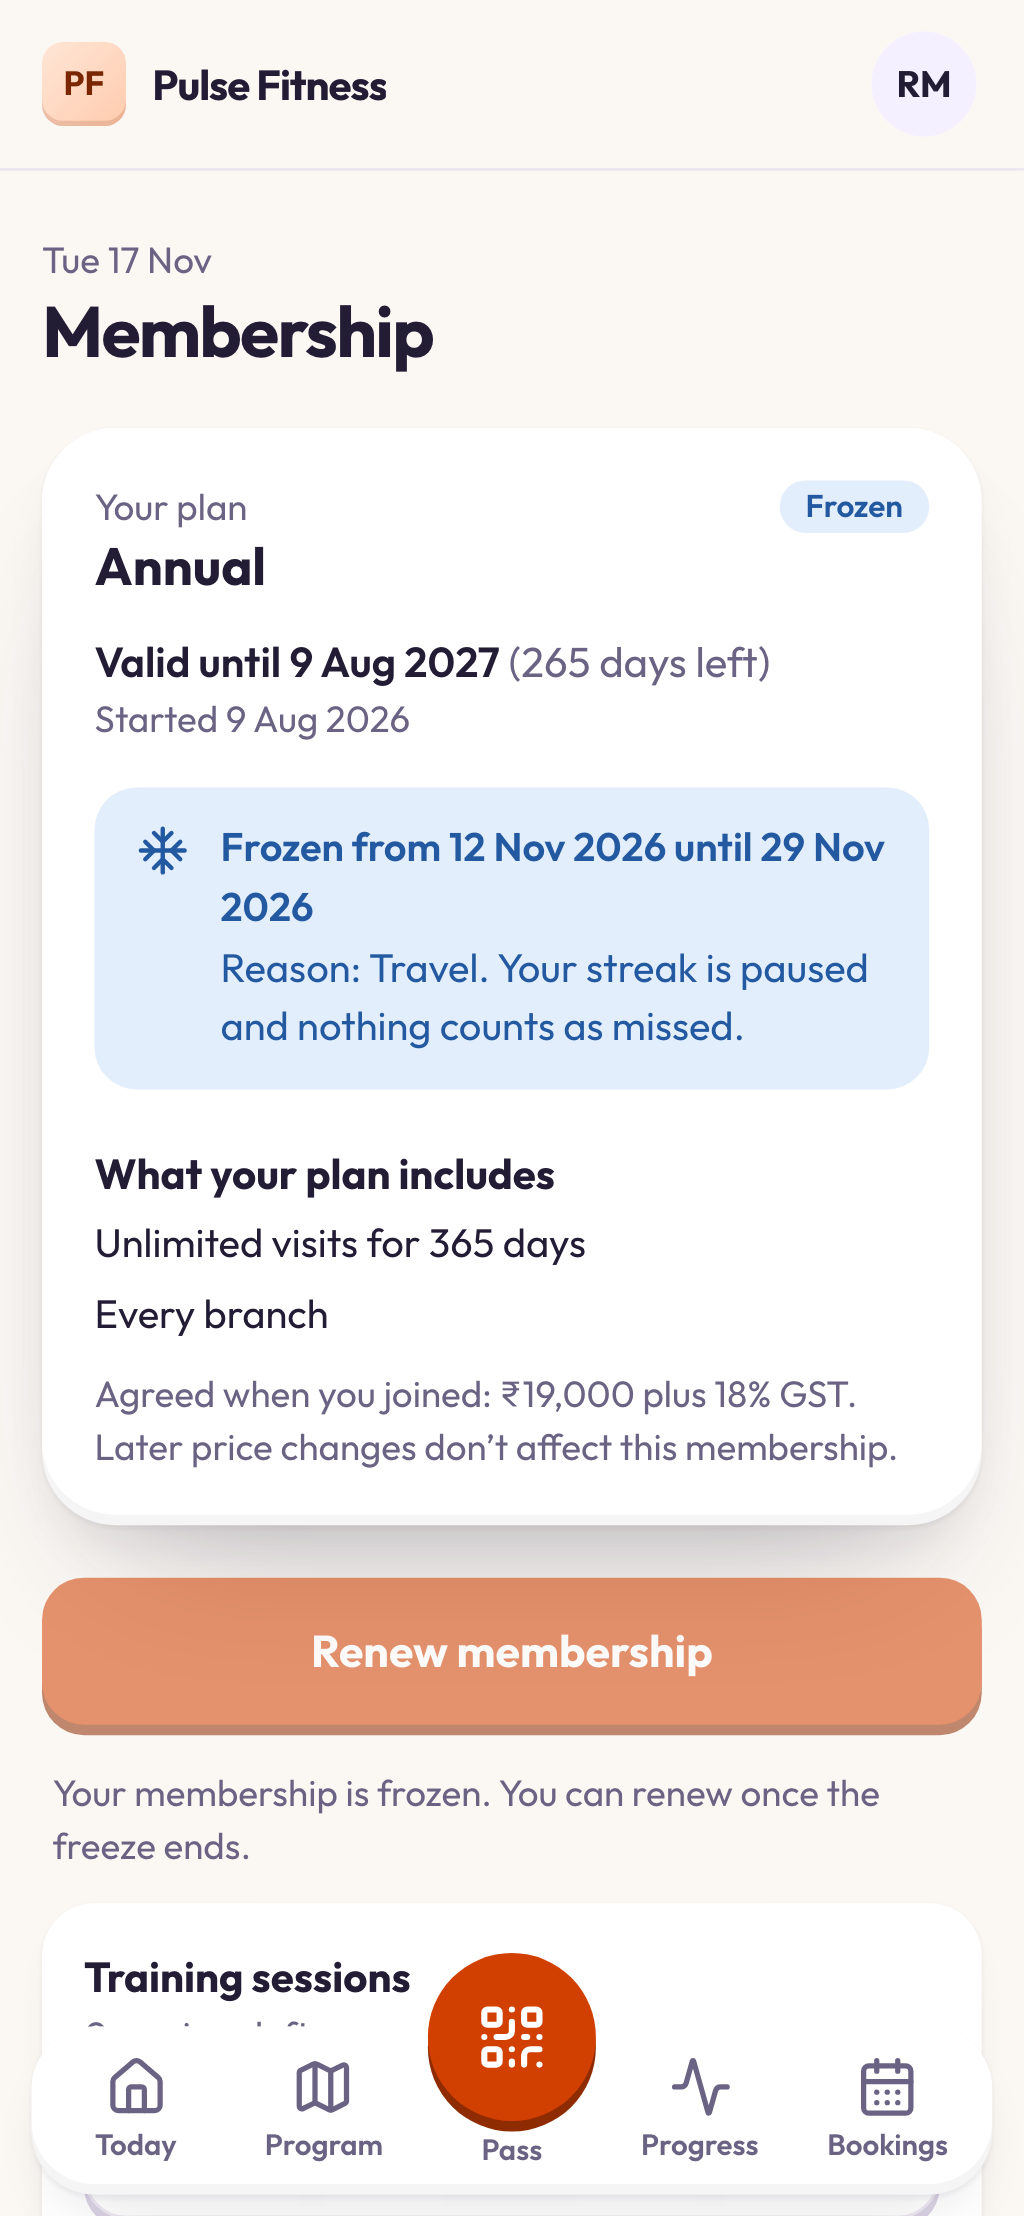 PF
Pulse Fitness
RM
Tue 17 Nov
Membership
Your plan
Frozen
Annual
Valid until 9 Aug 2027 (265 days left)
Started 9 Aug 2026
Frozen from 12 Nov 2026 until 29 Nov
2026
Reason: Travel. Your streak is paused
and nothing counts as missed.
What your plan includes
Unlimited visits for 365 days
Every branch
Agreed when you joined: ₹19,000 plus 18% GST.
Later price changes don’t affect this membership.
Renew membership
Your membership is frozen. You can renew once the
freeze ends.
Training sessions
Today
Program
Pass
Progress
Bookings